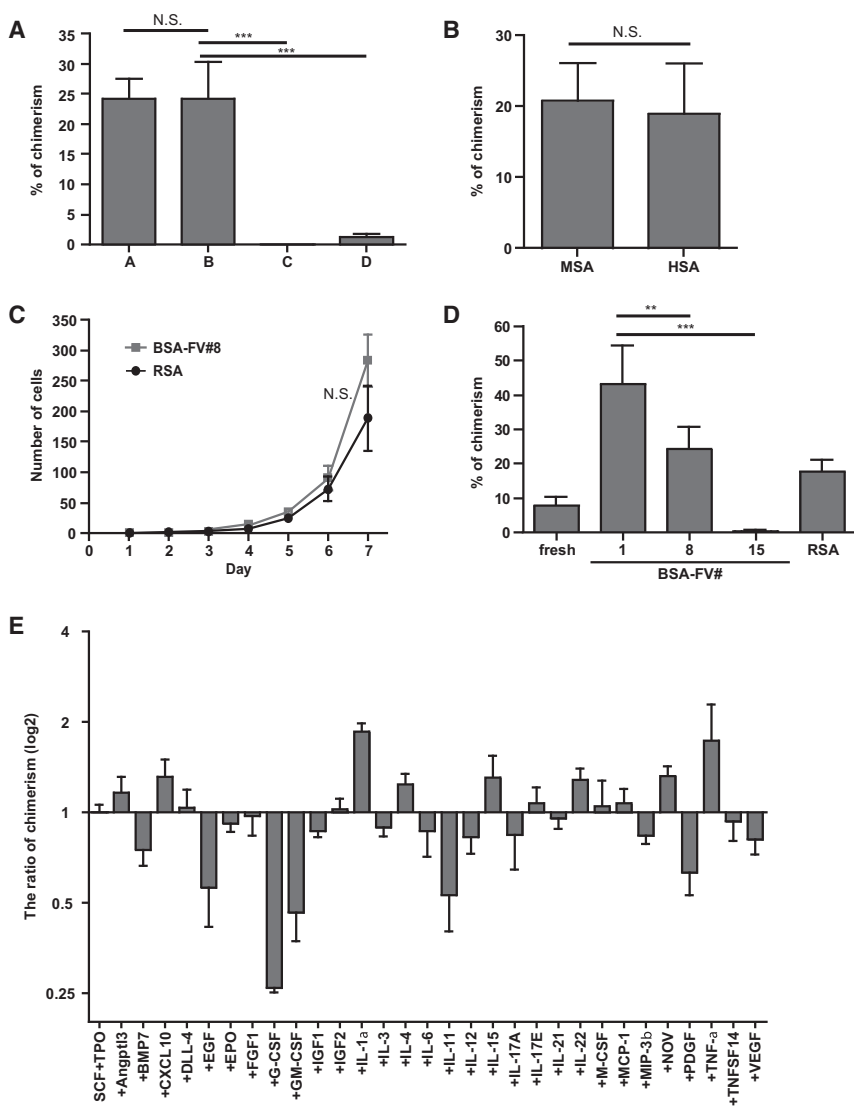 A
N.S.
***
***
% of chimerism
35
30
25
20
15
10
5
0
A B C D
B
N.S.
% of chimerism
30
20
10
0
MSA HSA
C
Number of cells
350
300
250
200
150
100
50
0
BSA-FV#8
RSA
N.S.
0 1 2 3 4 5 6 7
Day
D
**
***
% of chimerism
60
50
40
30
20
10
0
fresh 1 8 15 RSA
BSA-FV#
E
The ratio of chimerism (log2)
4
2
1
0.5
0.25
SCF+TPO
+Angptl3
+BMP7
+CXCL10
+DLL-4
+EGF
+EPO
+FGF1
+G-CSF
+GM-CSF
+IGF1
+IGF2
+IL-1a
+IL-3
+IL-4
+IL-6
+IL-11
+IL-12
+IL-15
+IL-17A
+IL-17E
+IL-21
+IL-22
+M-CSF
+MCP-1
+MIP-3b
+NOV
+PDGF
+TNF-a
+TNFSF14
+VEGF